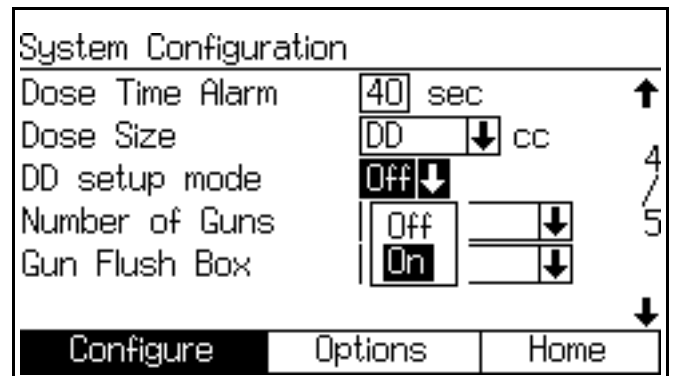 System Configuration
Dose Time Alarm 40 sec
Dose Size DD cc
DD setup mode Off
Number of Guns Off
Gun Flush Box On
4/5
Configure Options Home